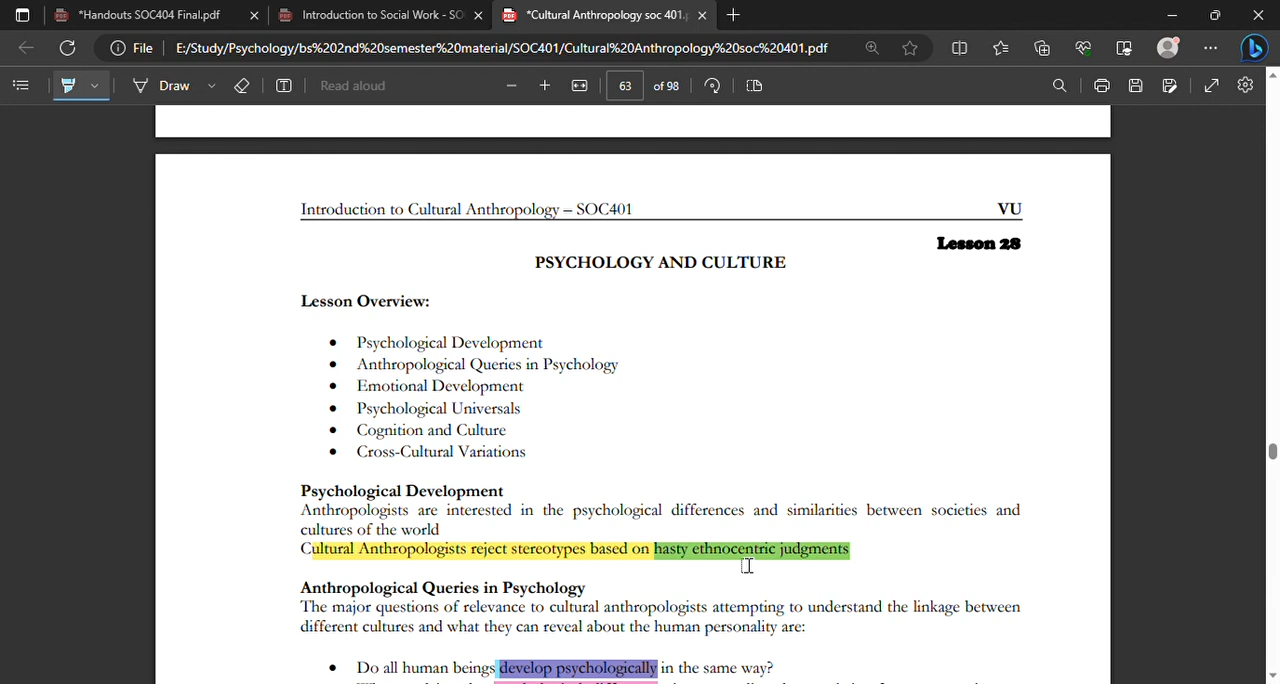 *Handouts SOC404 Final.pdf
Introduction to Social Work - SO
*Cultural Anthropology soc 401.
File
E:/Study/Psychology/bs%202nd%20semester%20material/SOC401/Cultural%20Anthropology%20soc%20401.pdf
Draw
Read aloud
63 of 98
Introduction to Cultural Anthropology – SOC401 VU
Lesson 28
PSYCHOLOGY AND CULTURE
Lesson Overview:
• Psychological Development
• Anthropological Queries in Psychology
• Emotional Development
• Psychological Universals
• Cognition and Culture
• Cross-Cultural Variations
Psychological Development
Anthropologists are interested in the psychological differences and similarities between societies and
cultures of the world
Cultural Anthropologists reject stereotypes based on hasty ethnocentric judgments
Anthropological Queries in Psychology
The major questions of relevance to cultural anthropologists attempting to understand the linkage between
different cultures and what they can reveal about the human personality are:
• Do all human beings develop psychologically in the same way?